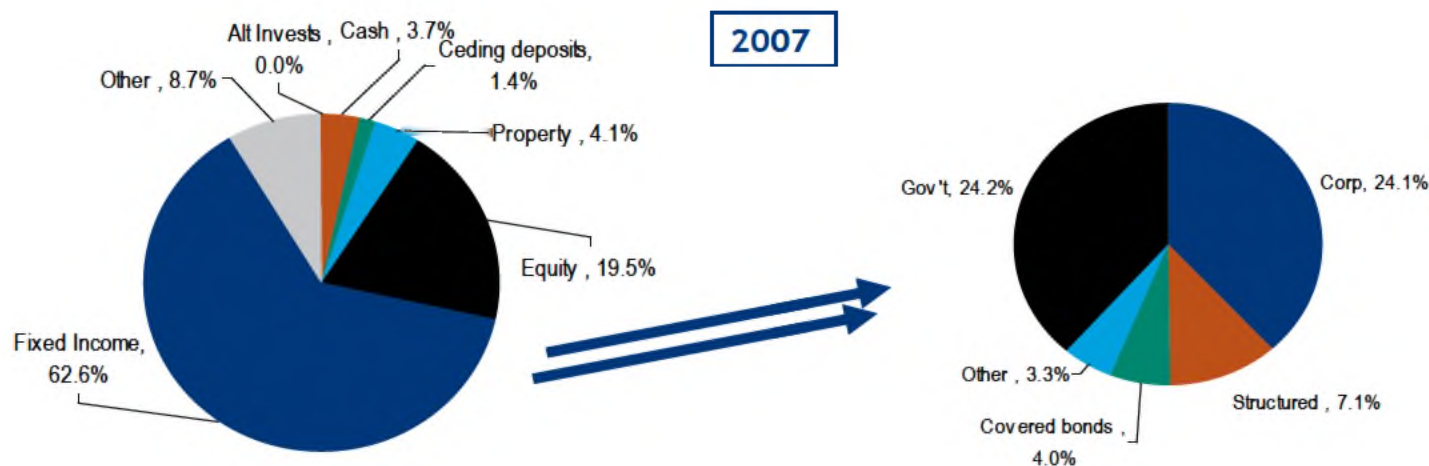 2007
Alt Invests ,
0.0%
Cash , 3.7%
Ceding deposits,
1.4%
Other , 8.7%
Property , 4.1%
Equity , 19.5%
Fixed Income,
62.6%
Gov't, 24.2%
Corp, 24.1%
Other , 3.3%
Structured , 7.1%
Covered bonds ,
4.0%